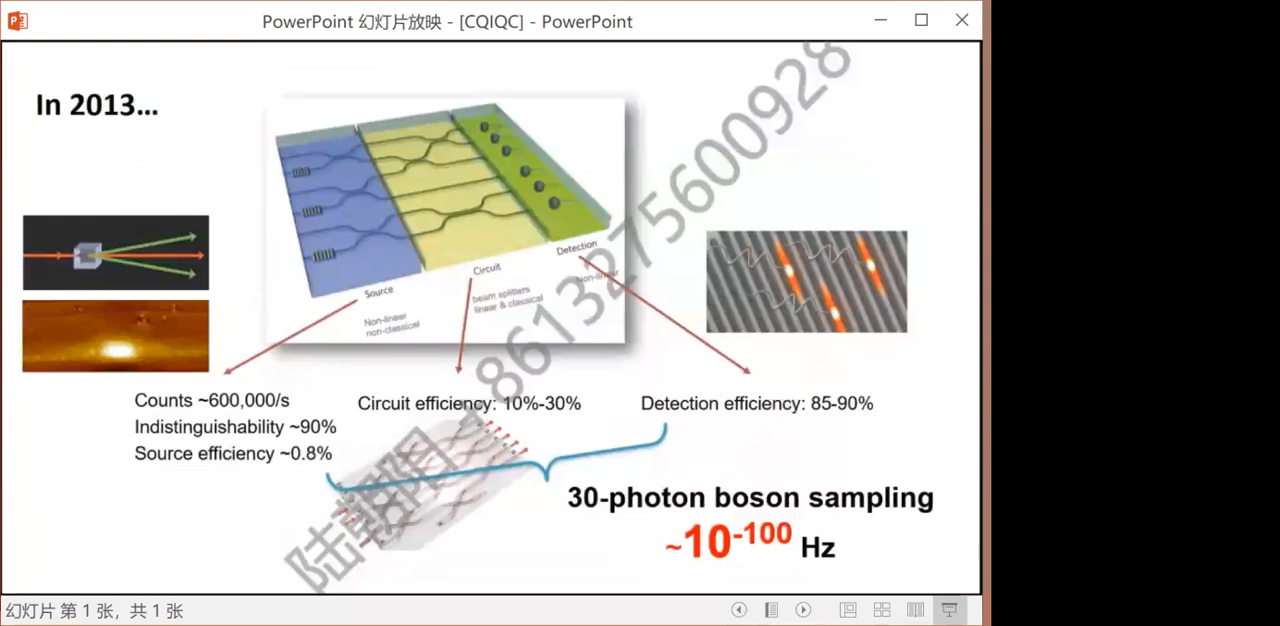 PowerPoint 幻灯片放映 - [CQIQC] - PowerPoint
In 2013...
Source
Non-linear
non-classical
Circuit
beam splitters
linear & classical
Detection
Non-linear
Counts ~600,000/s
Indistinguishability ~90%
Source efficiency ~0.8%
Circuit efficiency: 10%-30%
Detection efficiency: 85-90%
30-photon boson sampling
~10-100 Hz
陆朝阳 +8613275600928
幻灯片 第 1 张，共 1 张